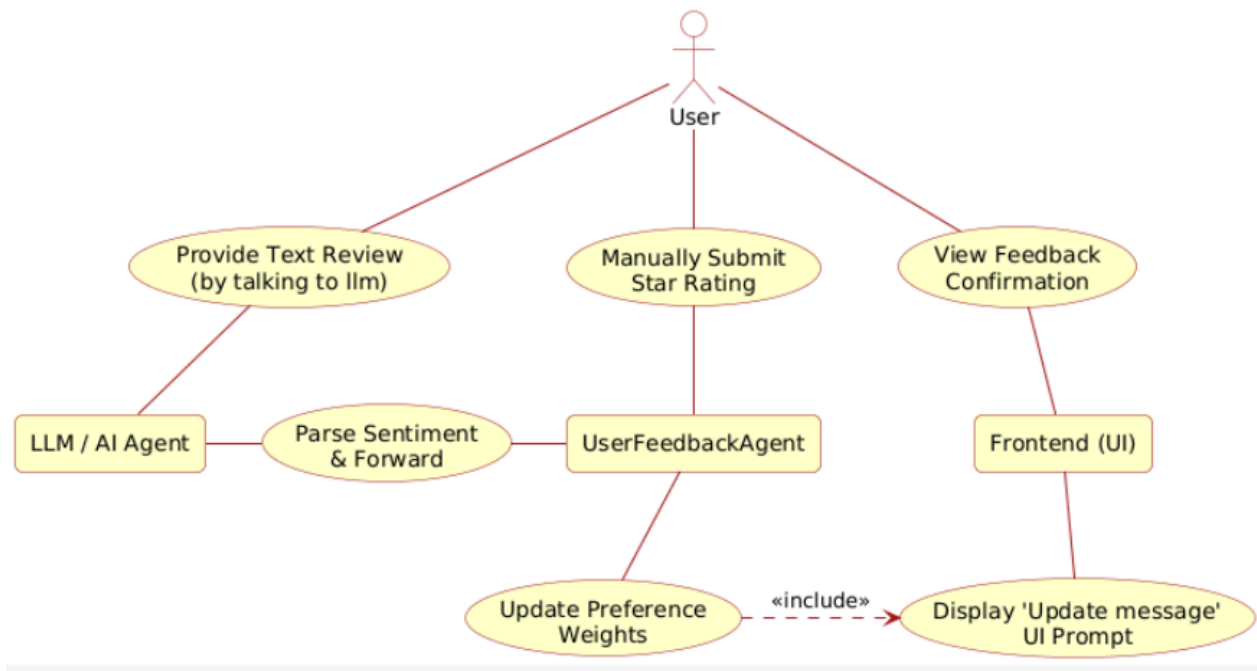 User
Provide Text Review
(by talking to llm)
Manually Submit
Star Rating
View Feedback
Confirmation
LLM / AI Agent
Parse Sentiment
& Forward
UserFeedbackAgent
Frontend (UI)
Update Preference
Weights
«include»
Display 'Update message'
UI Prompt